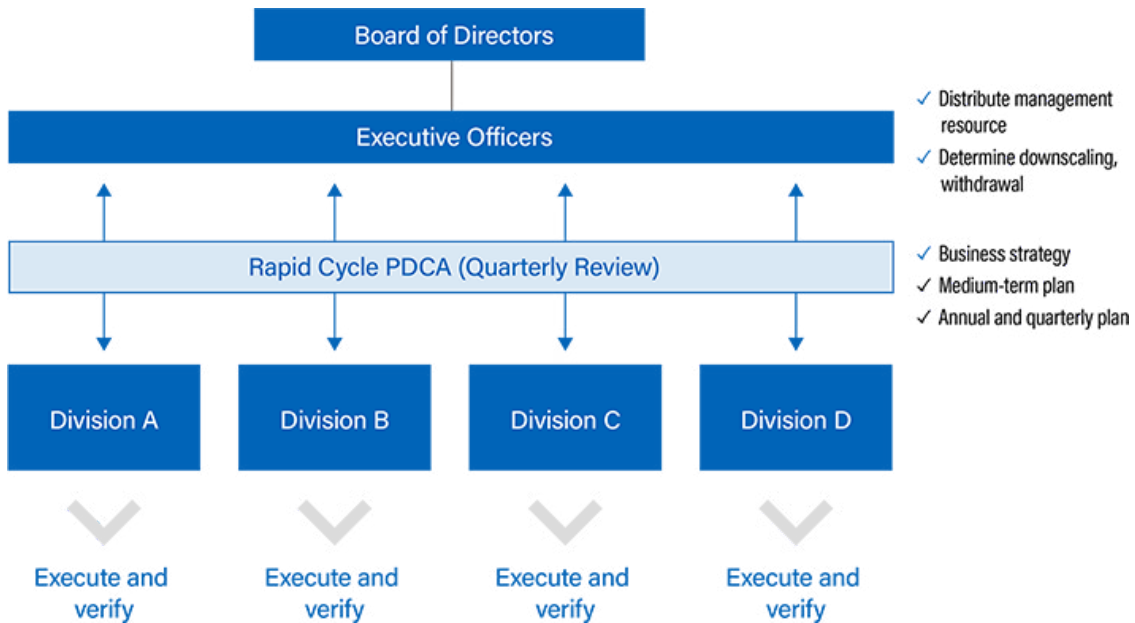 Board of Directors
Executive Officers
✓ Distribute management
resource
✓ Determine downscaling,
withdrawal
Rapid Cycle PDCA (Quarterly Review)
✓ Business strategy
✓ Medium-term plan
✓ Annual and quarterly plan
Division A
Division B
Division C
Division D
Execute and
verify
Execute and
verify
Execute and
verify
Execute and
verify